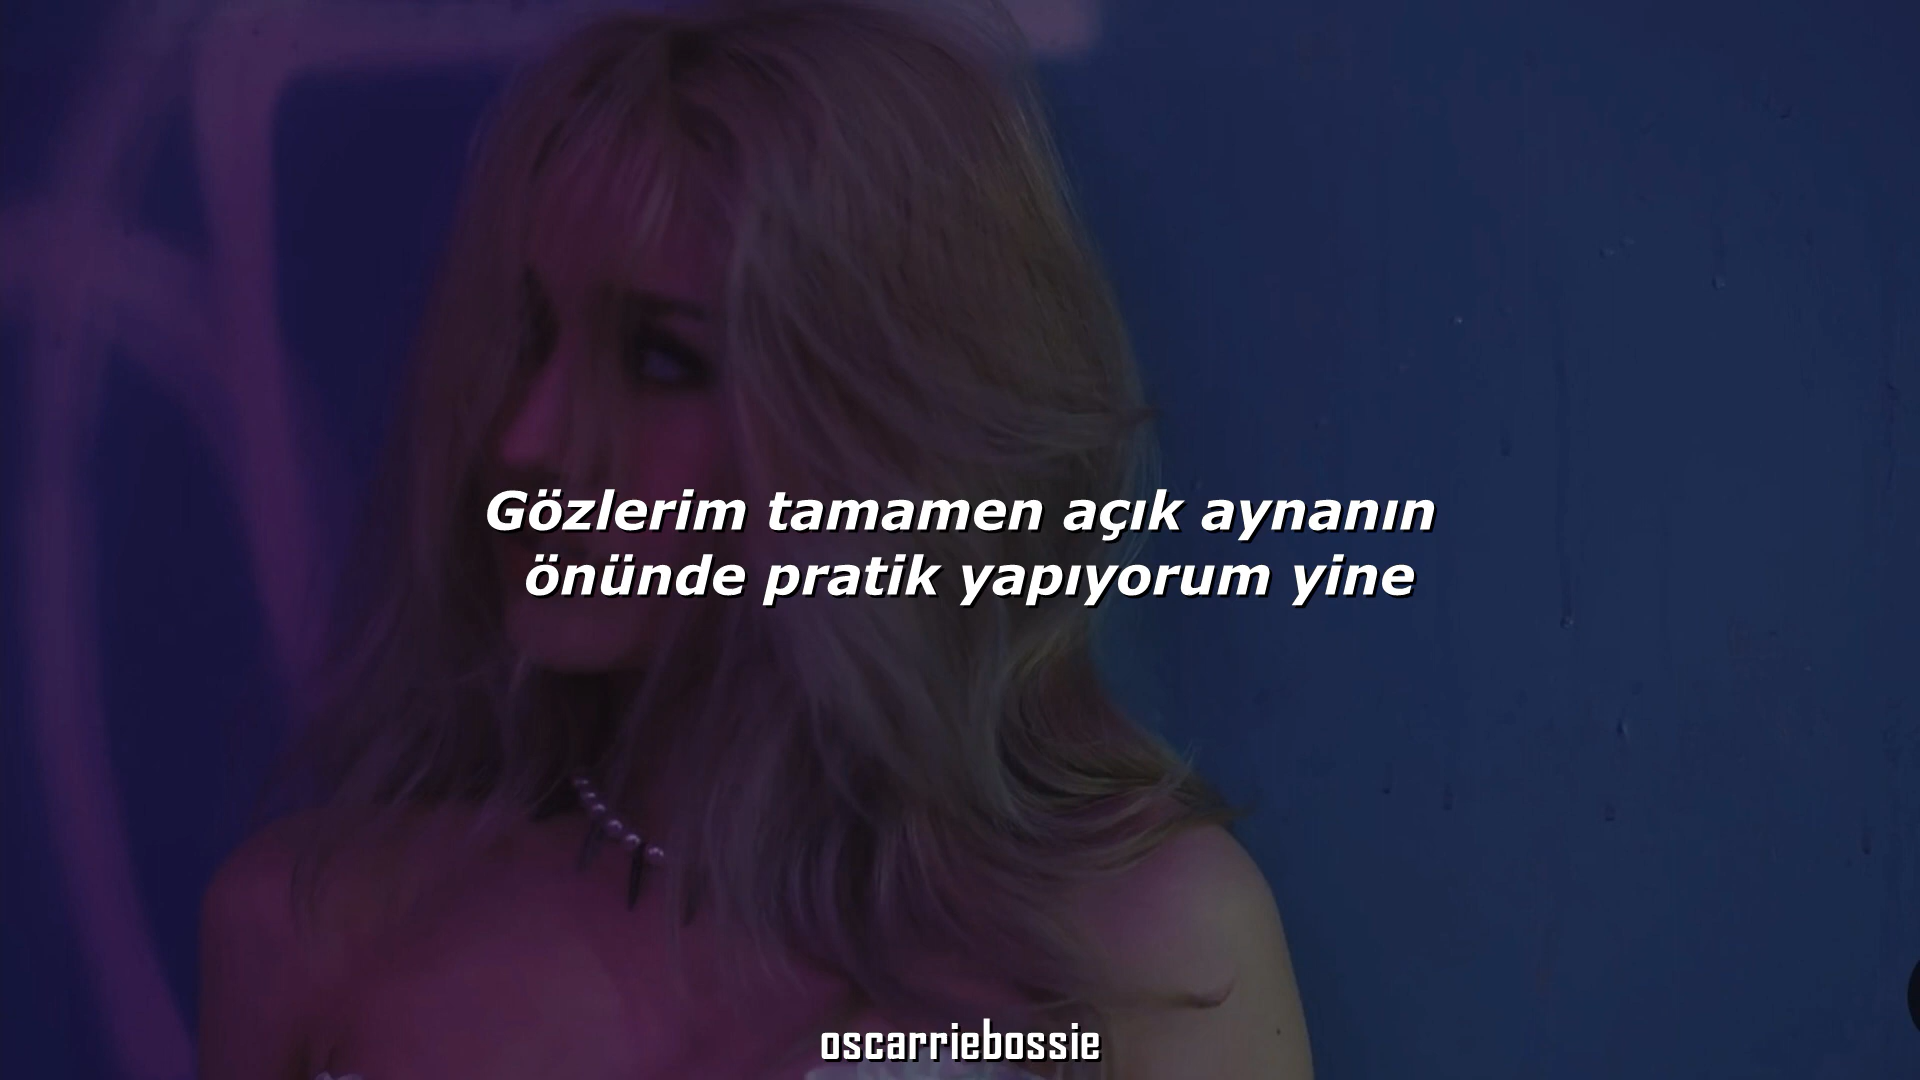 Gözlerim tamamen açık aynanın
önünde pratik yapıyorum yine
oscarriebossie